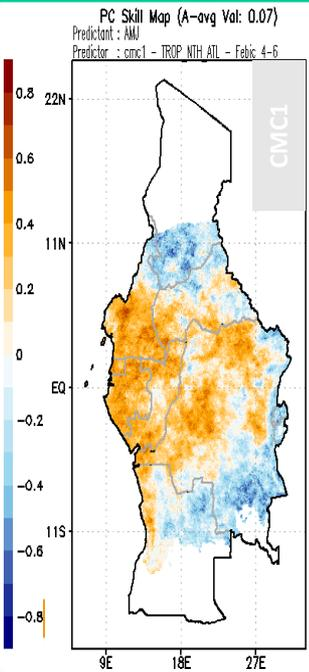 PC Skill Map (A-avg Val: 0.07)
Predictant : AMJ
Predictor : cmc1 - TROP NTH ATL - Febic 4-6
CMC1
22N
11N
EQ
11S
9E 18E 27E
0.8
0.6
0.4
0.2
0
-0.2
-0.4
-0.6
-0.8